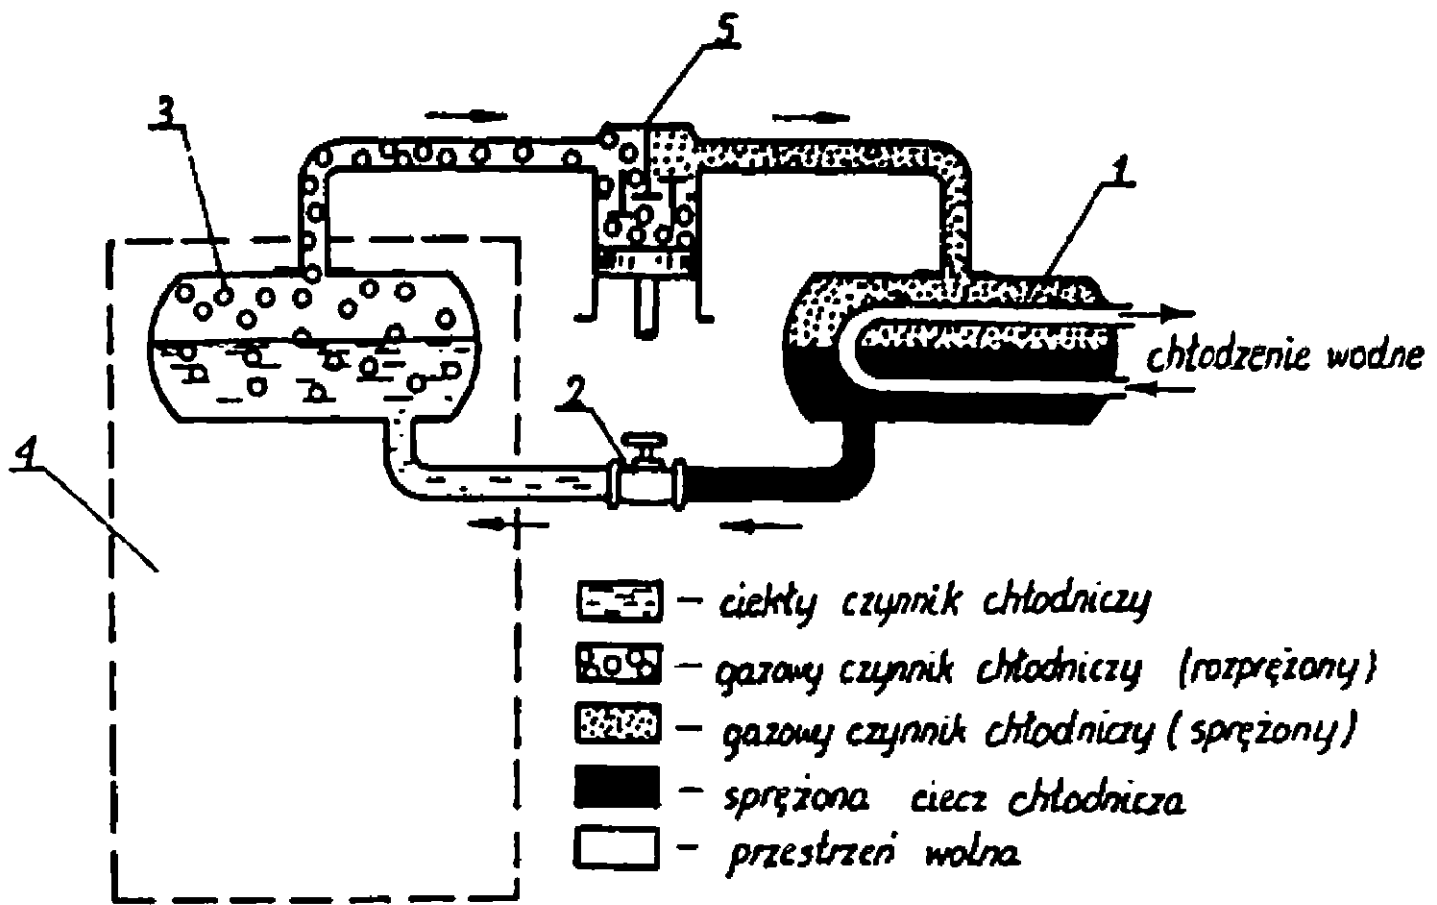 5
3
1
chłodzenie wodne
2
4
– ciekły czynnik chłodniczy
– gazowy czynnik chłodniczy (rozprężony)
– gazowy czynnik chłodniczy (sprężony)
– sprężona ciecz chłodnicza
– przestrzeń wolna